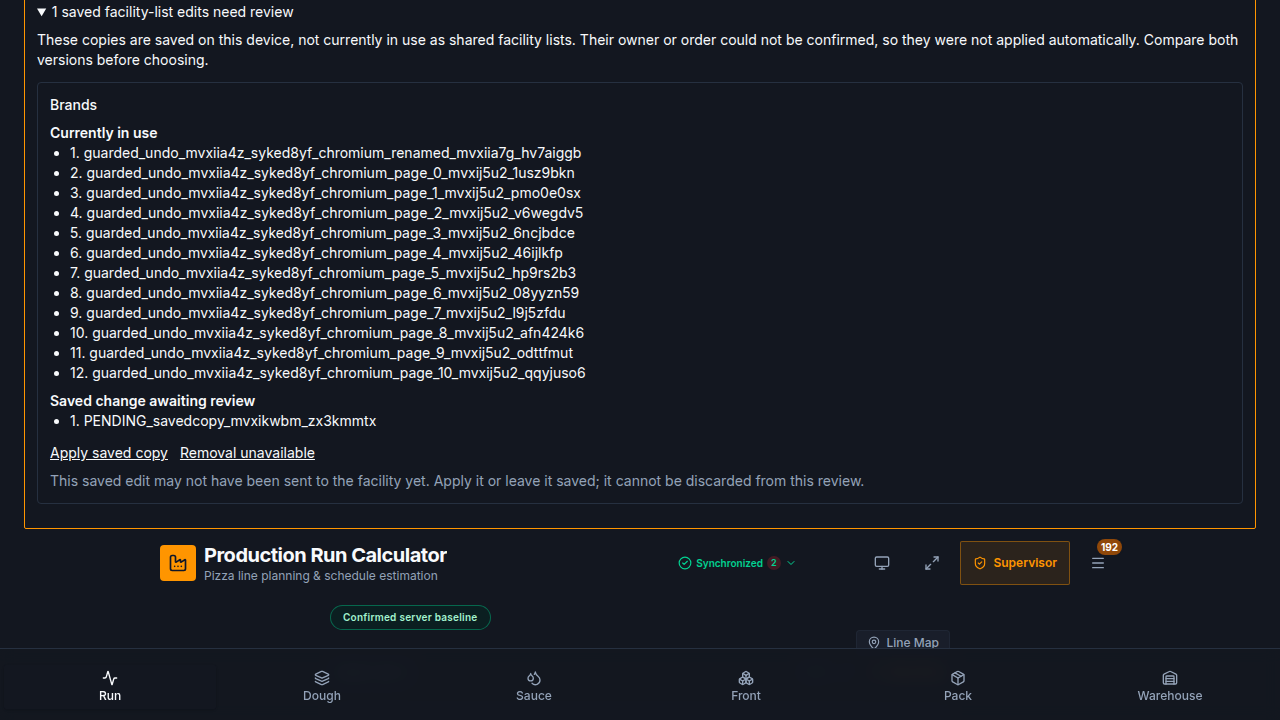 ▼ 1 saved facility-list edits need review
These copies are saved on this device, not currently in use as shared facility lists. Their owner or order could not be confirmed, so they were not applied automatically. Compare both
versions before choosing.
Brands
Currently in use
• 1. guarded_undo_mvxiia4z_syked8yf_chromium_renamed_mvxiia7g_hv7aiggb
• 2. guarded_undo_mvxiia4z_syked8yf_chromium_page_0_mvxij5u2_1usz9bkn
• 3. guarded_undo_mvxiia4z_syked8yf_chromium_page_1_mvxij5u2_pmo0e0sx
• 4. guarded_undo_mvxiia4z_syked8yf_chromium_page_2_mvxij5u2_v6wegdv5
• 5. guarded_undo_mvxiia4z_syked8yf_chromium_page_3_mvxij5u2_6ncjbdce
• 6. guarded_undo_mvxiia4z_syked8yf_chromium_page_4_mvxij5u2_46ijlkfp
• 7. guarded_undo_mvxiia4z_syked8yf_chromium_page_5_mvxij5u2_hp9rs2b3
• 8. guarded_undo_mvxiia4z_syked8yf_chromium_page_6_mvxij5u2_08yyzn59
• 9. guarded_undo_mvxiia4z_syked8yf_chromium_page_7_mvxij5u2_l9j5zfdu
• 10. guarded_undo_mvxiia4z_syked8yf_chromium_page_8_mvxij5u2_afn424k6
• 11. guarded_undo_mvxiia4z_syked8yf_chromium_page_9_mvxij5u2_odttfmut
• 12. guarded_undo_mvxiia4z_syked8yf_chromium_page_10_mvxij5u2_qqyjuso6
Saved change awaiting review
• 1. PENDING_savedcopy_mvxikwbm_zx3kmmtx
Apply saved copy Removal unavailable
This saved edit may not have been sent to the facility yet. Apply it or leave it saved; it cannot be discarded from this review.
Production Run Calculator
Pizza line planning & schedule estimation
Synchronized 2
Supervisor
192
Confirmed server baseline
Line Map
Run Dough Sauce Front Pack Warehouse